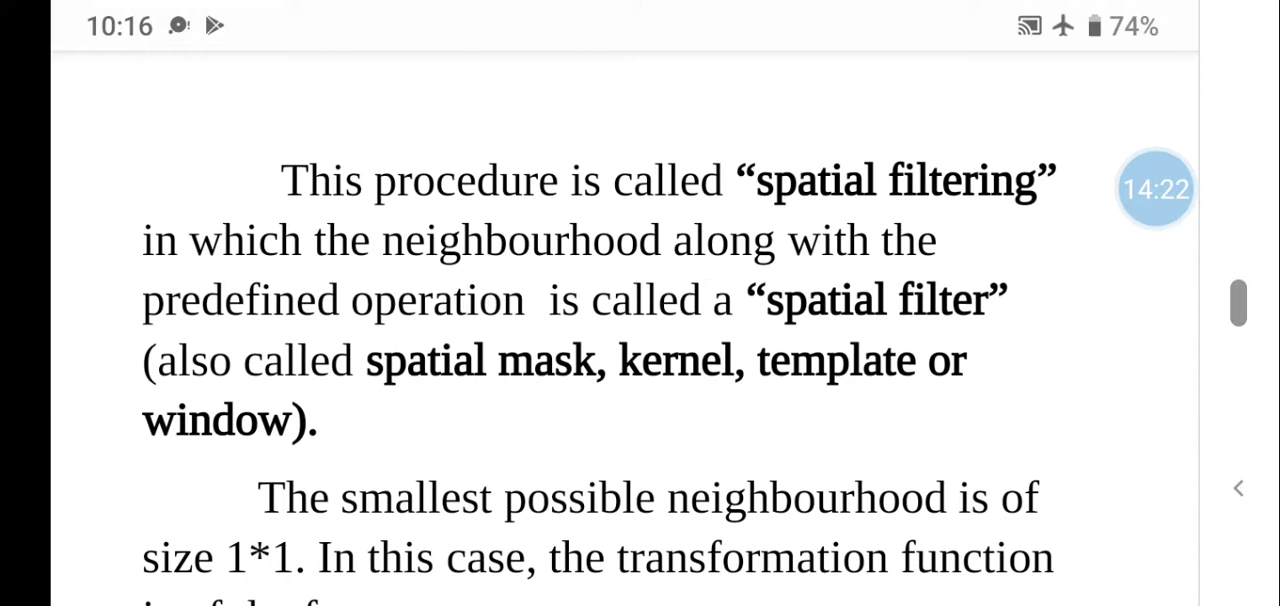 10:16 74%
This procedure is called “spatial filtering”
14:22
in which the neighbourhood along with the
predefined operation is called a “spatial filter”
(also called spatial mask, kernel, template or
window).
The smallest possible neighbourhood is of
size 1*1. In this case, the transformation function